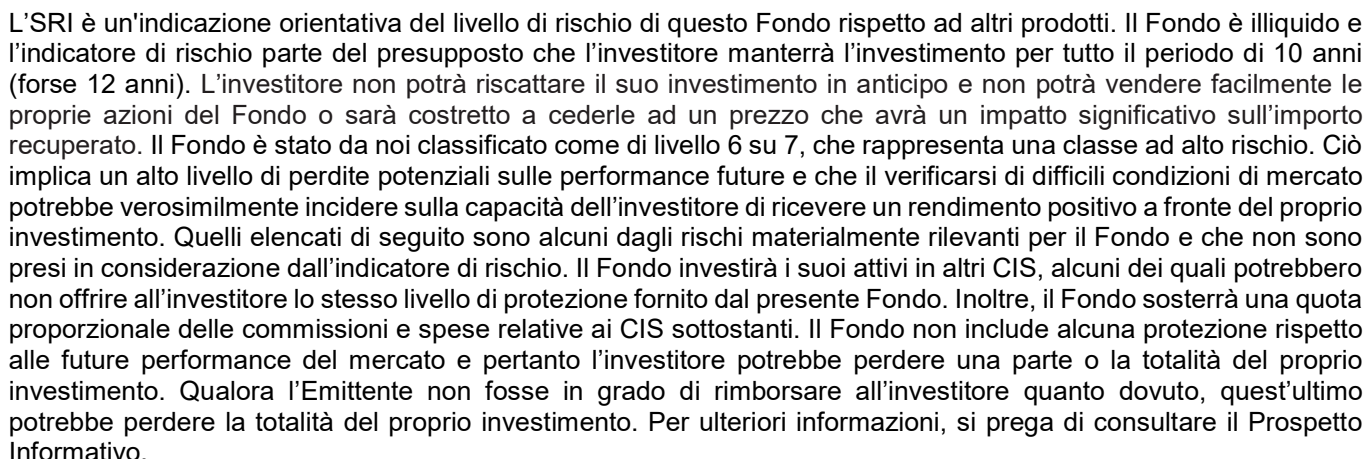 L’SRI è un'indicazione orientativa del livello di rischio di questo Fondo rispetto ad altri prodotti. Il Fondo è illiquido e
l’indicatore di rischio parte del presupposto che l’investitore manterrà l’investimento per tutto il periodo di 10 anni
(forse 12 anni). L’investitore non potrà riscattare il suo investimento in anticipo e non potrà vendere facilmente le
proprie azioni del Fondo o sarà costretto a cederle ad un prezzo che avrà un impatto significativo sull’importo
recuperato. Il Fondo è stato da noi classificato come di livello 6 su 7, che rappresenta una classe ad alto rischio. Ciò
implica un alto livello di perdite potenziali sulle performance future e che il verificarsi di difficili condizioni di mercato
potrebbe verosimilmente incidere sulla capacità dell’investitore di ricevere un rendimento positivo a fronte del proprio
investimento. Quelli elencati di seguito sono alcuni dagli rischi materialmente rilevanti per il Fondo e che non sono
presi in considerazione dall’indicatore di rischio. Il Fondo investirà i suoi attivi in altri CIS, alcuni dei quali potrebbero
non offrire all’investitore lo stesso livello di protezione fornito dal presente Fondo. Inoltre, il Fondo sosterrà una quota
proporzionale delle commissioni e spese relative ai CIS sottostanti. Il Fondo non include alcuna protezione rispetto
alle future performance del mercato e pertanto l’investitore potrebbe perdere una parte o la totalità del proprio
investimento. Qualora l’Emittente non fosse in grado di rimborsare all’investitore quanto dovuto, quest’ultimo
potrebbe perdere la totalità del proprio investimento. Per ulteriori informazioni, si prega di consultare il Prospetto
Informativo.